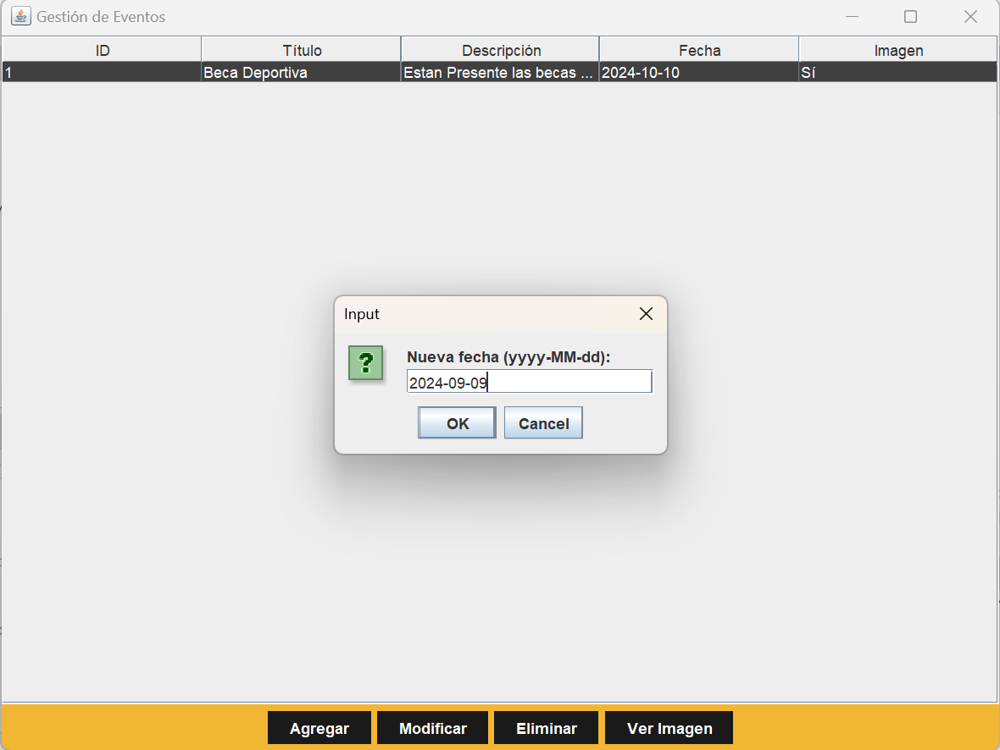 Gestión de Eventos
ID Título Descripción Fecha Imagen
1 Beca Deportiva Estan Presente las becas ... 2024-10-10 Sí
Input
?
Nueva fecha (yyyy-MM-dd):
2024-09-09
OK Cancel
Agregar Modificar Eliminar Ver Imagen